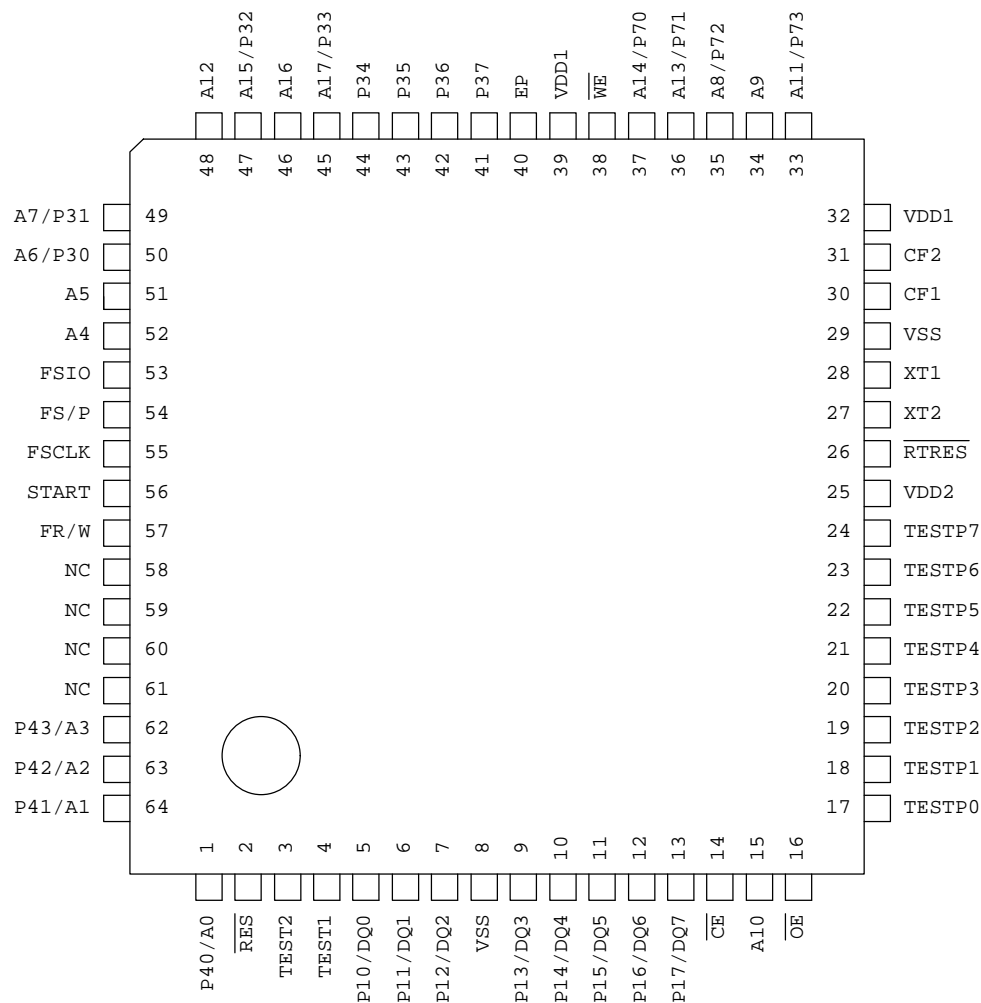 A12
A15/P32
A16
A17/P33
P34
P35
P36
P37
EP
VDD1
WE
A14/P70
A13/P71
A8/P72
A9
A11/P73
48
47
46
45
44
43
42
41
40
39
38
37
36
35
34
33
A7/P31 49
A6/P30 50
A5 51
A4 52
FSIO 53
FS/P 54
FSCLK 55
START 56
FR/W 57
NC 58
NC 59
NC 60
NC 61
P43/A3 62
P42/A2 63
P41/A1 64
32 VDD1
31 CF2
30 CF1
29 VSS
28 XT1
27 XT2
26 RTRES
25 VDD2
24 TESTP7
23 TESTP6
22 TESTP5
21 TESTP4
20 TESTP3
19 TESTP2
18 TESTP1
17 TESTP0
1
2
3
4
5
6
7
8
9
10
11
12
13
14
15
16
P40/A0
RES
TEST2
TEST1
P10/DQ0
P11/DQ1
P12/DQ2
VSS
P13/DQ3
P14/DQ4
P15/DQ5
P16/DQ6
P17/DQ7
CE
A10
OE